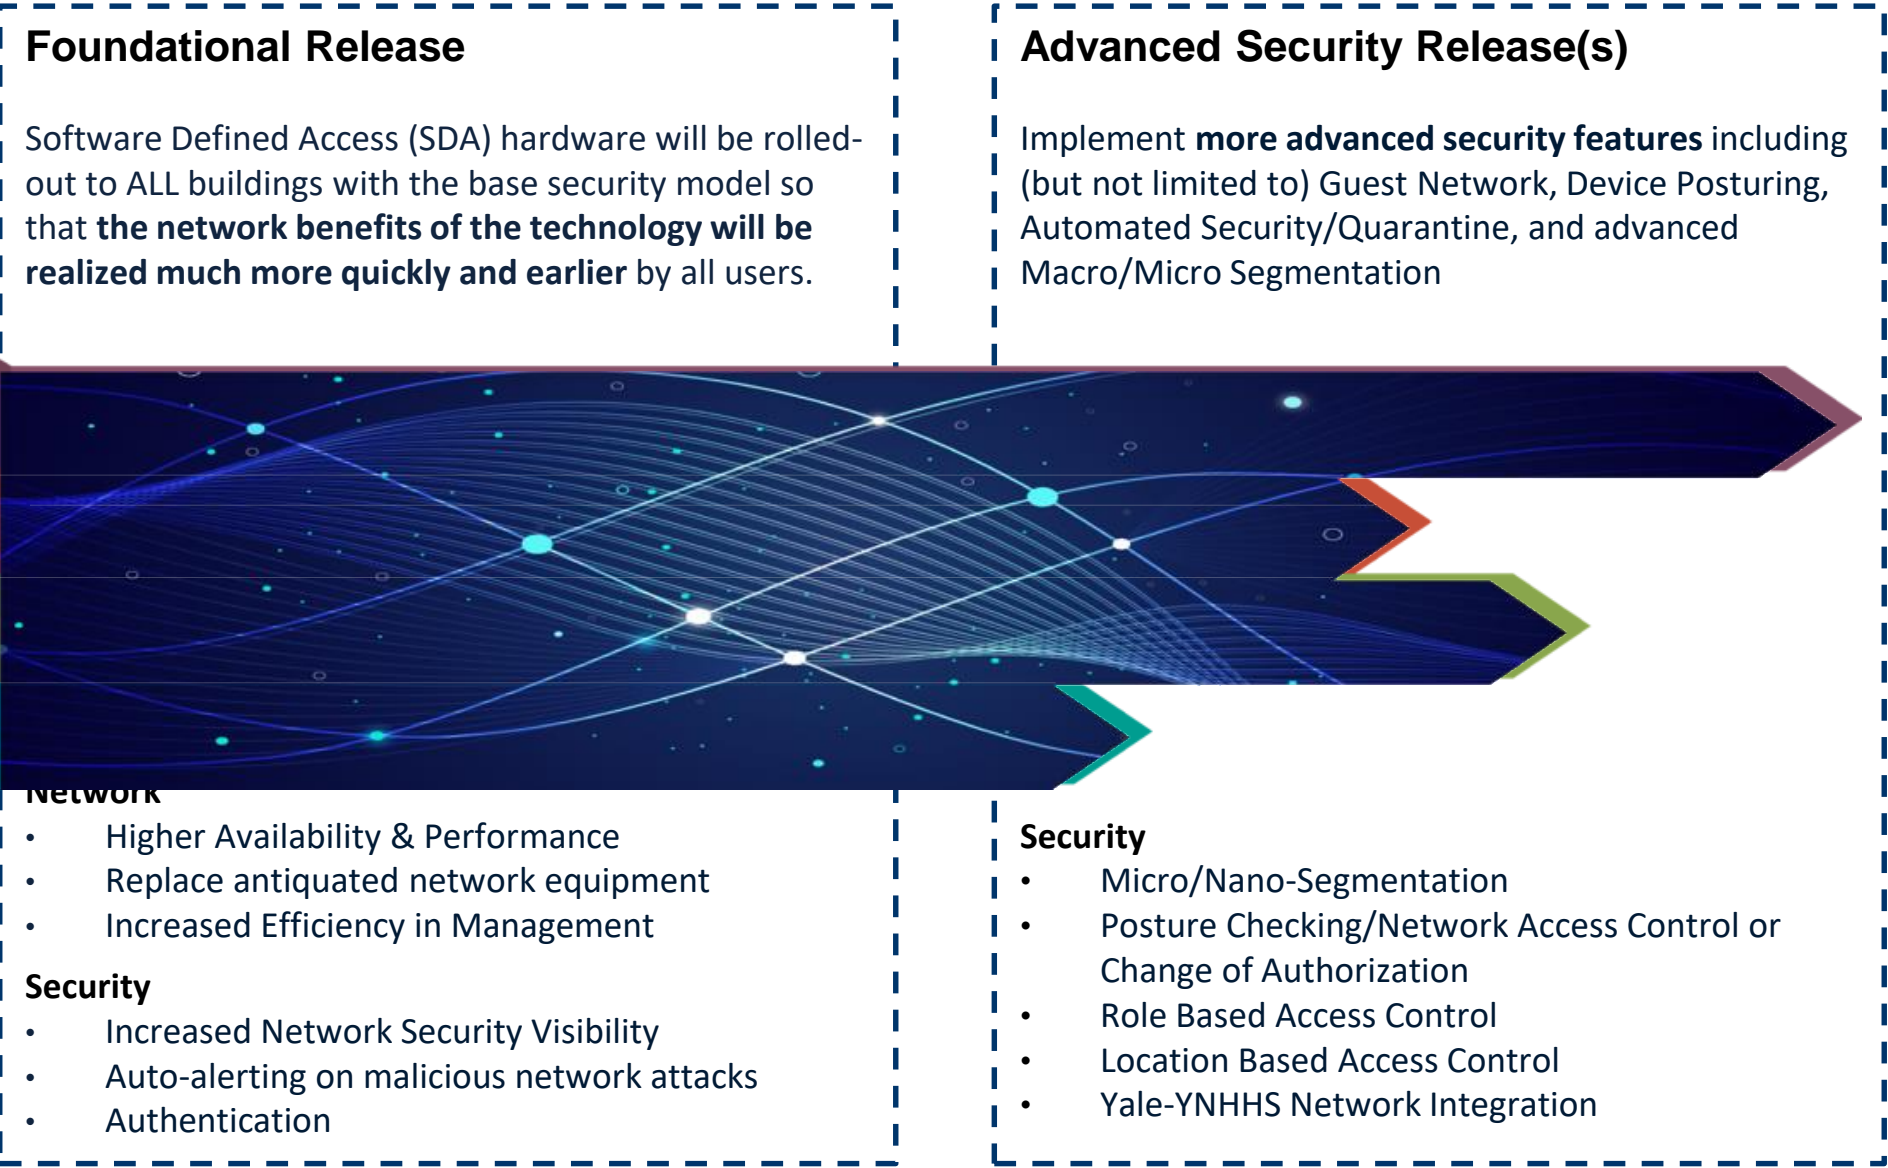 Foundational Release
Software Defined Access (SDA) hardware will be rolled-
out to ALL buildings with the base security model so
that the network benefits of the technology will be
realized much more quickly and earlier by all users.
Network
• Higher Availability & Performance
• Replace antiquated network equipment
• Increased Efficiency in Management
Security
• Increased Network Security Visibility
• Auto-alerting on malicious network attacks
• Authentication
Advanced Security Release(s)
Implement more advanced security features including
(but not limited to) Guest Network, Device Posturing,
Automated Security/Quarantine, and advanced
Macro/Micro Segmentation
Security
• Micro/Nano-Segmentation
• Posture Checking/Network Access Control or
Change of Authorization
• Role Based Access Control
• Location Based Access Control
• Yale-YNHHS Network Integration